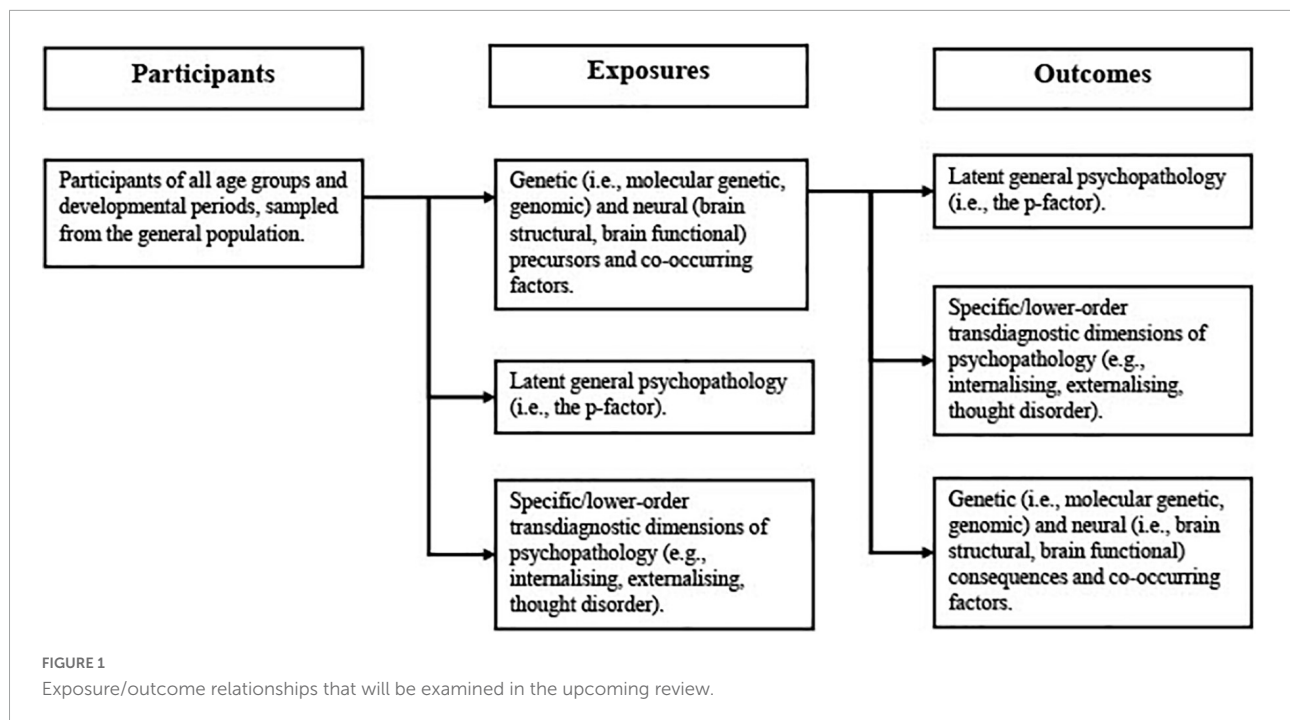 Participants
Exposures
Outcomes
Participants of all age groups and
developmental periods, sampled
from the general population.
Genetic (i.e., molecular genetic,
genomic) and neural (brain
structural, brain functional)
precursors and co-occurring
factors.
Latent general psychopathology
(i.e., the p-factor).
Specific/lower-order
transdiagnostic dimensions of
psychopathology (e.g.,
internalising, externalising,
thought disorder).
Latent general psychopathology
(i.e., the p-factor).
Specific/lower-order
transdiagnostic dimensions of
psychopathology (e.g.,
internalising, externalising,
thought disorder).
Genetic (i.e., molecular genetic,
genomic) and neural (i.e., brain
structural, brain functional)
consequences and co-occurring
factors.
FIGURE 1
Exposure/outcome relationships that will be examined in the upcoming review.